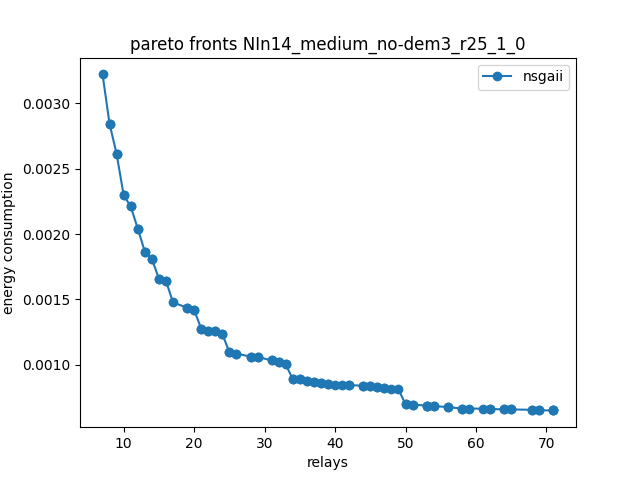 pareto fronts NIn14_medium_no-dem3_r25_1_0
nsgaii
energy consumption
0.0030
0.0025
0.0020
0.0015
0.0010
10 20 30 40 50 60 70
relays